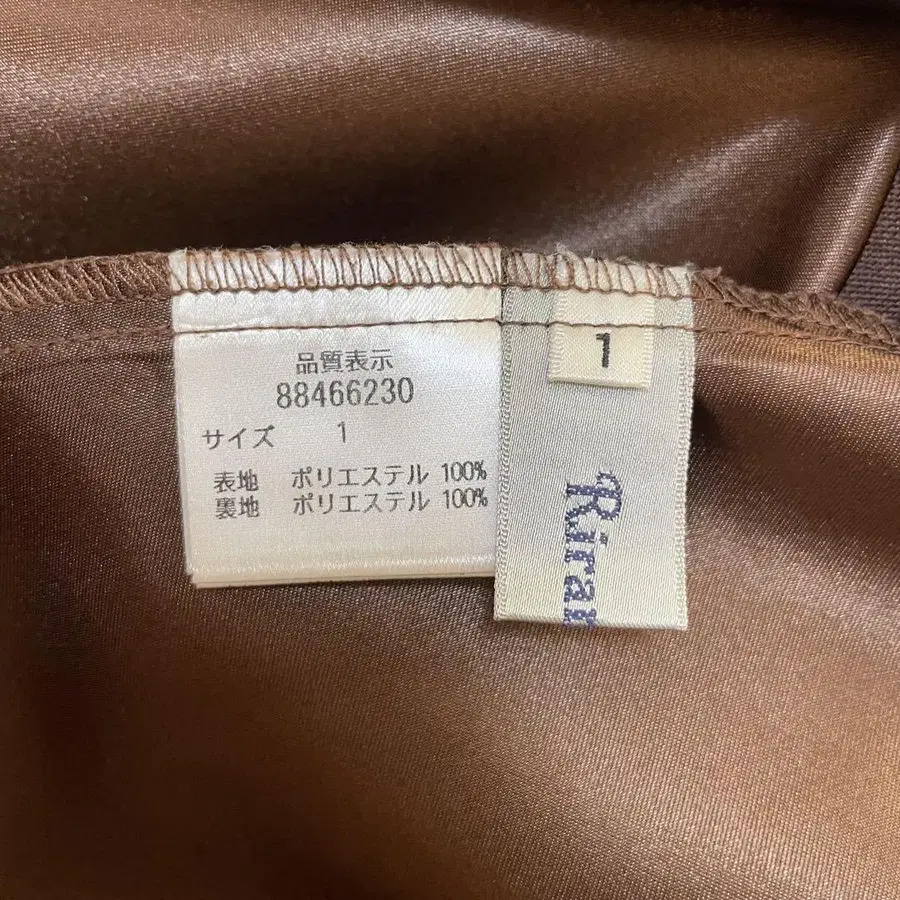 品質表示
88466230
サイズ 1
表地 ポリエステル 100%
裏地 ポリエステル 100%
1
Riran